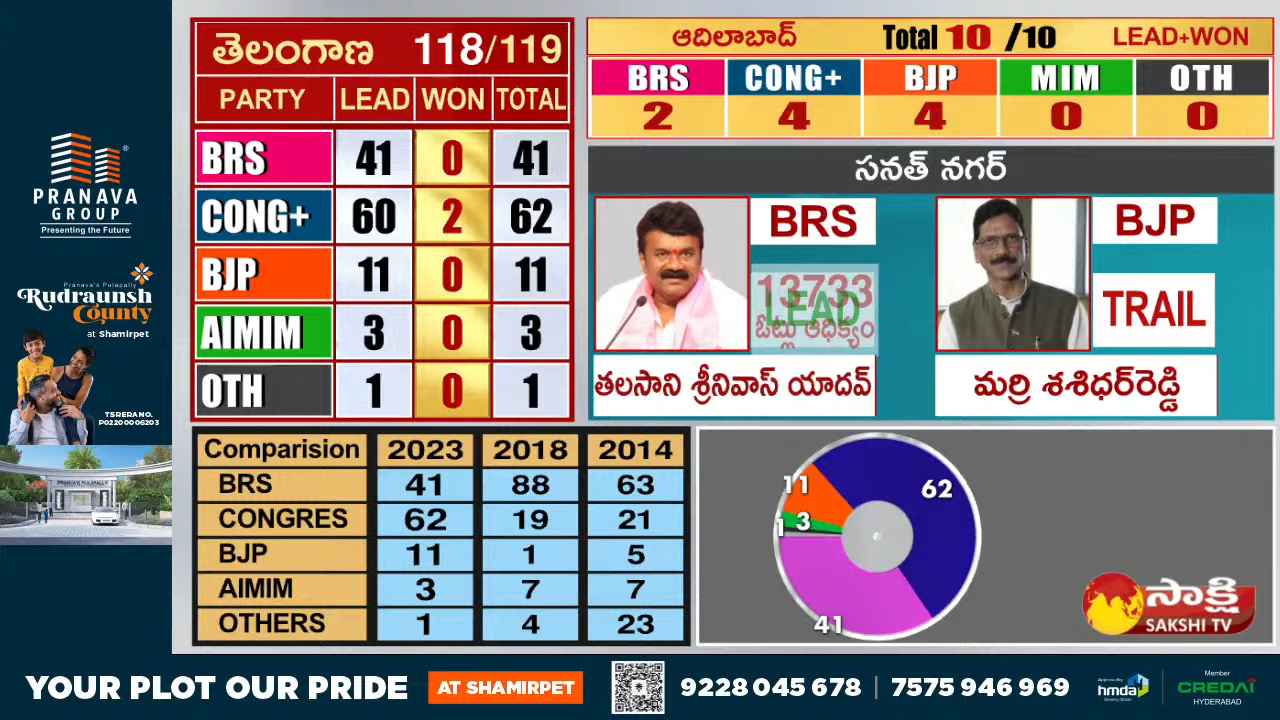 PRANAVA
GROUP
Presenting the Future
Pranava's Pulapally
Rudraunsh
County
at Shamirpet
TSRERA NO.
P02200006203
PRANAVA'S PULAPALLY
తెలంగాణ 118/119
PARTY LEAD WON TOTAL
BRS 41 0 41
CONG+ 60 2 62
BJP 11 0 11
AIMIM 3 0 3
OTH 1 0 1
ఆదిలాబాద్ Total 10 /10 LEAD+WON
BRS CONG+ BJP MIM OTH
2 4 4 0 0
సనత్ నగర్
BRS
13733
LEAD
ఓట్లు ఆధిక్యం
తలసాని శ్రీనివాస్ యాదవ్
BJP
TRAIL
మర్రి శశిధర్‌రెడ్డి
Comparision 2023 2018 2014
BRS 41 88 63
CONGRES 62 19 21
BJP 11 1 5
AIMIM 3 7 7
OTHERS 1 4 23
62
11
3
1
41
సాక్షి
SAKSHI TV
YOUR PLOT OUR PRIDE AT SHAMIRPET 9228 045 678 | 7575 946 969
Approved by
hmda
Member
CREDAI
HYDERABAD